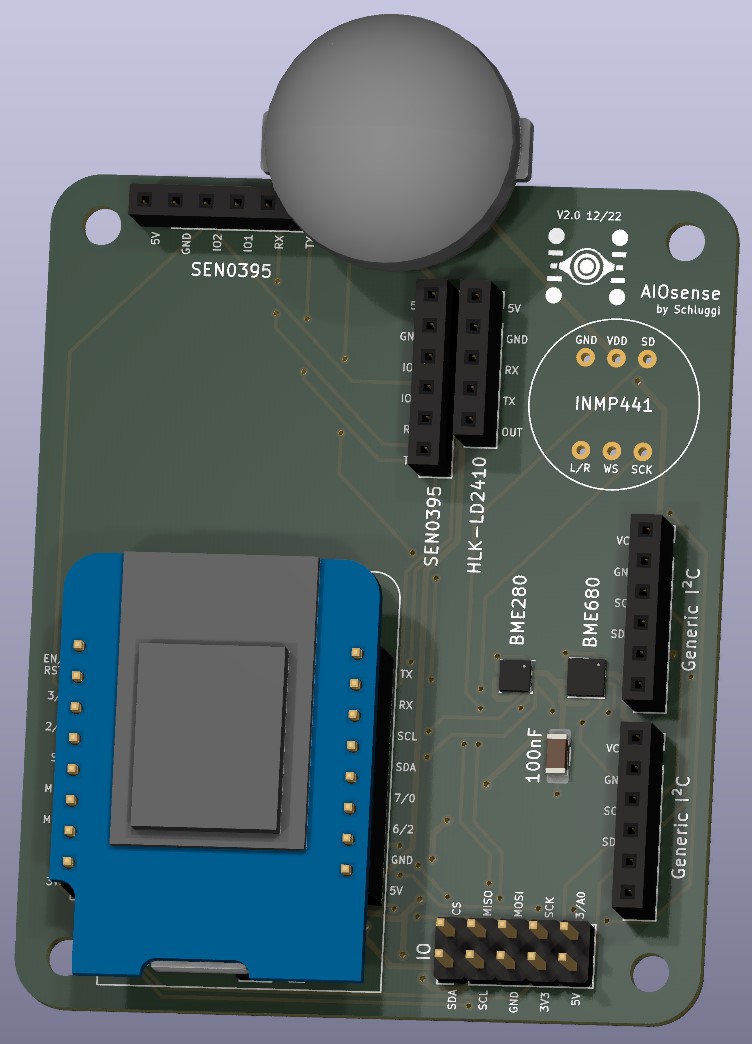 V2.0 12/22
5V
GND
IO2
IO1
RX
SEN0395
AIOsense
by Schluggi
5V
GND
RX
TX
OUT
SEN0395
HLK-LD2410
GND VDD SD
INMP441
L/R WS SCK
BME280
BME680
Generic I²C
TX
RX
SCL
SDA
7/0
6/2
GND
5V
100nF
Generic I²C
IO
CS
MISO
MOSI
SCK
3/A0
SDA
SCL
GND
3V3
5V